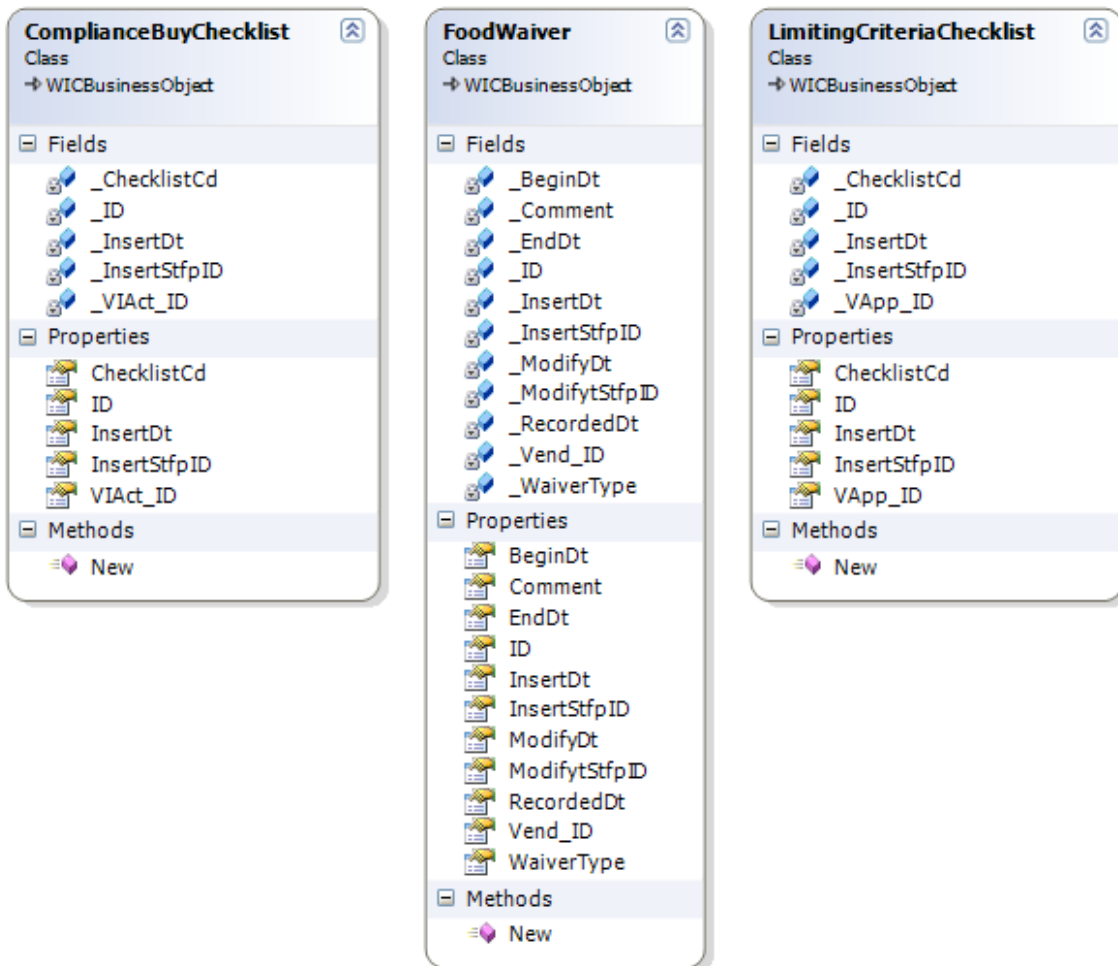 ComplianceBuyChecklist
Class
WICBusinessObject
Fields
_ChecklistCd
_ID
_InsertDt
_InsertStfpID
_VIAct_ID
Properties
ChecklistCd
ID
InsertDt
InsertStfpID
VIAct_ID
Methods
New
FoodWaiver
Class
WICBusinessObject
Fields
_BeginDt
_Comment
_EndDt
_ID
_InsertDt
_InsertStfpID
_ModifyDt
_ModifytStfpID
_RecordedDt
_Vend_ID
_WaiverType
Properties
BeginDt
Comment
EndDt
ID
InsertDt
InsertStfpID
ModifyDt
ModifytStfpID
RecordedDt
Vend_ID
WaiverType
Methods
New
LimitingCriteriaChecklist
Class
WICBusinessObject
Fields
_ChecklistCd
_ID
_InsertDt
_InsertStfpID
_VApp_ID
Properties
ChecklistCd
ID
InsertDt
InsertStfpID
VApp_ID
Methods
New